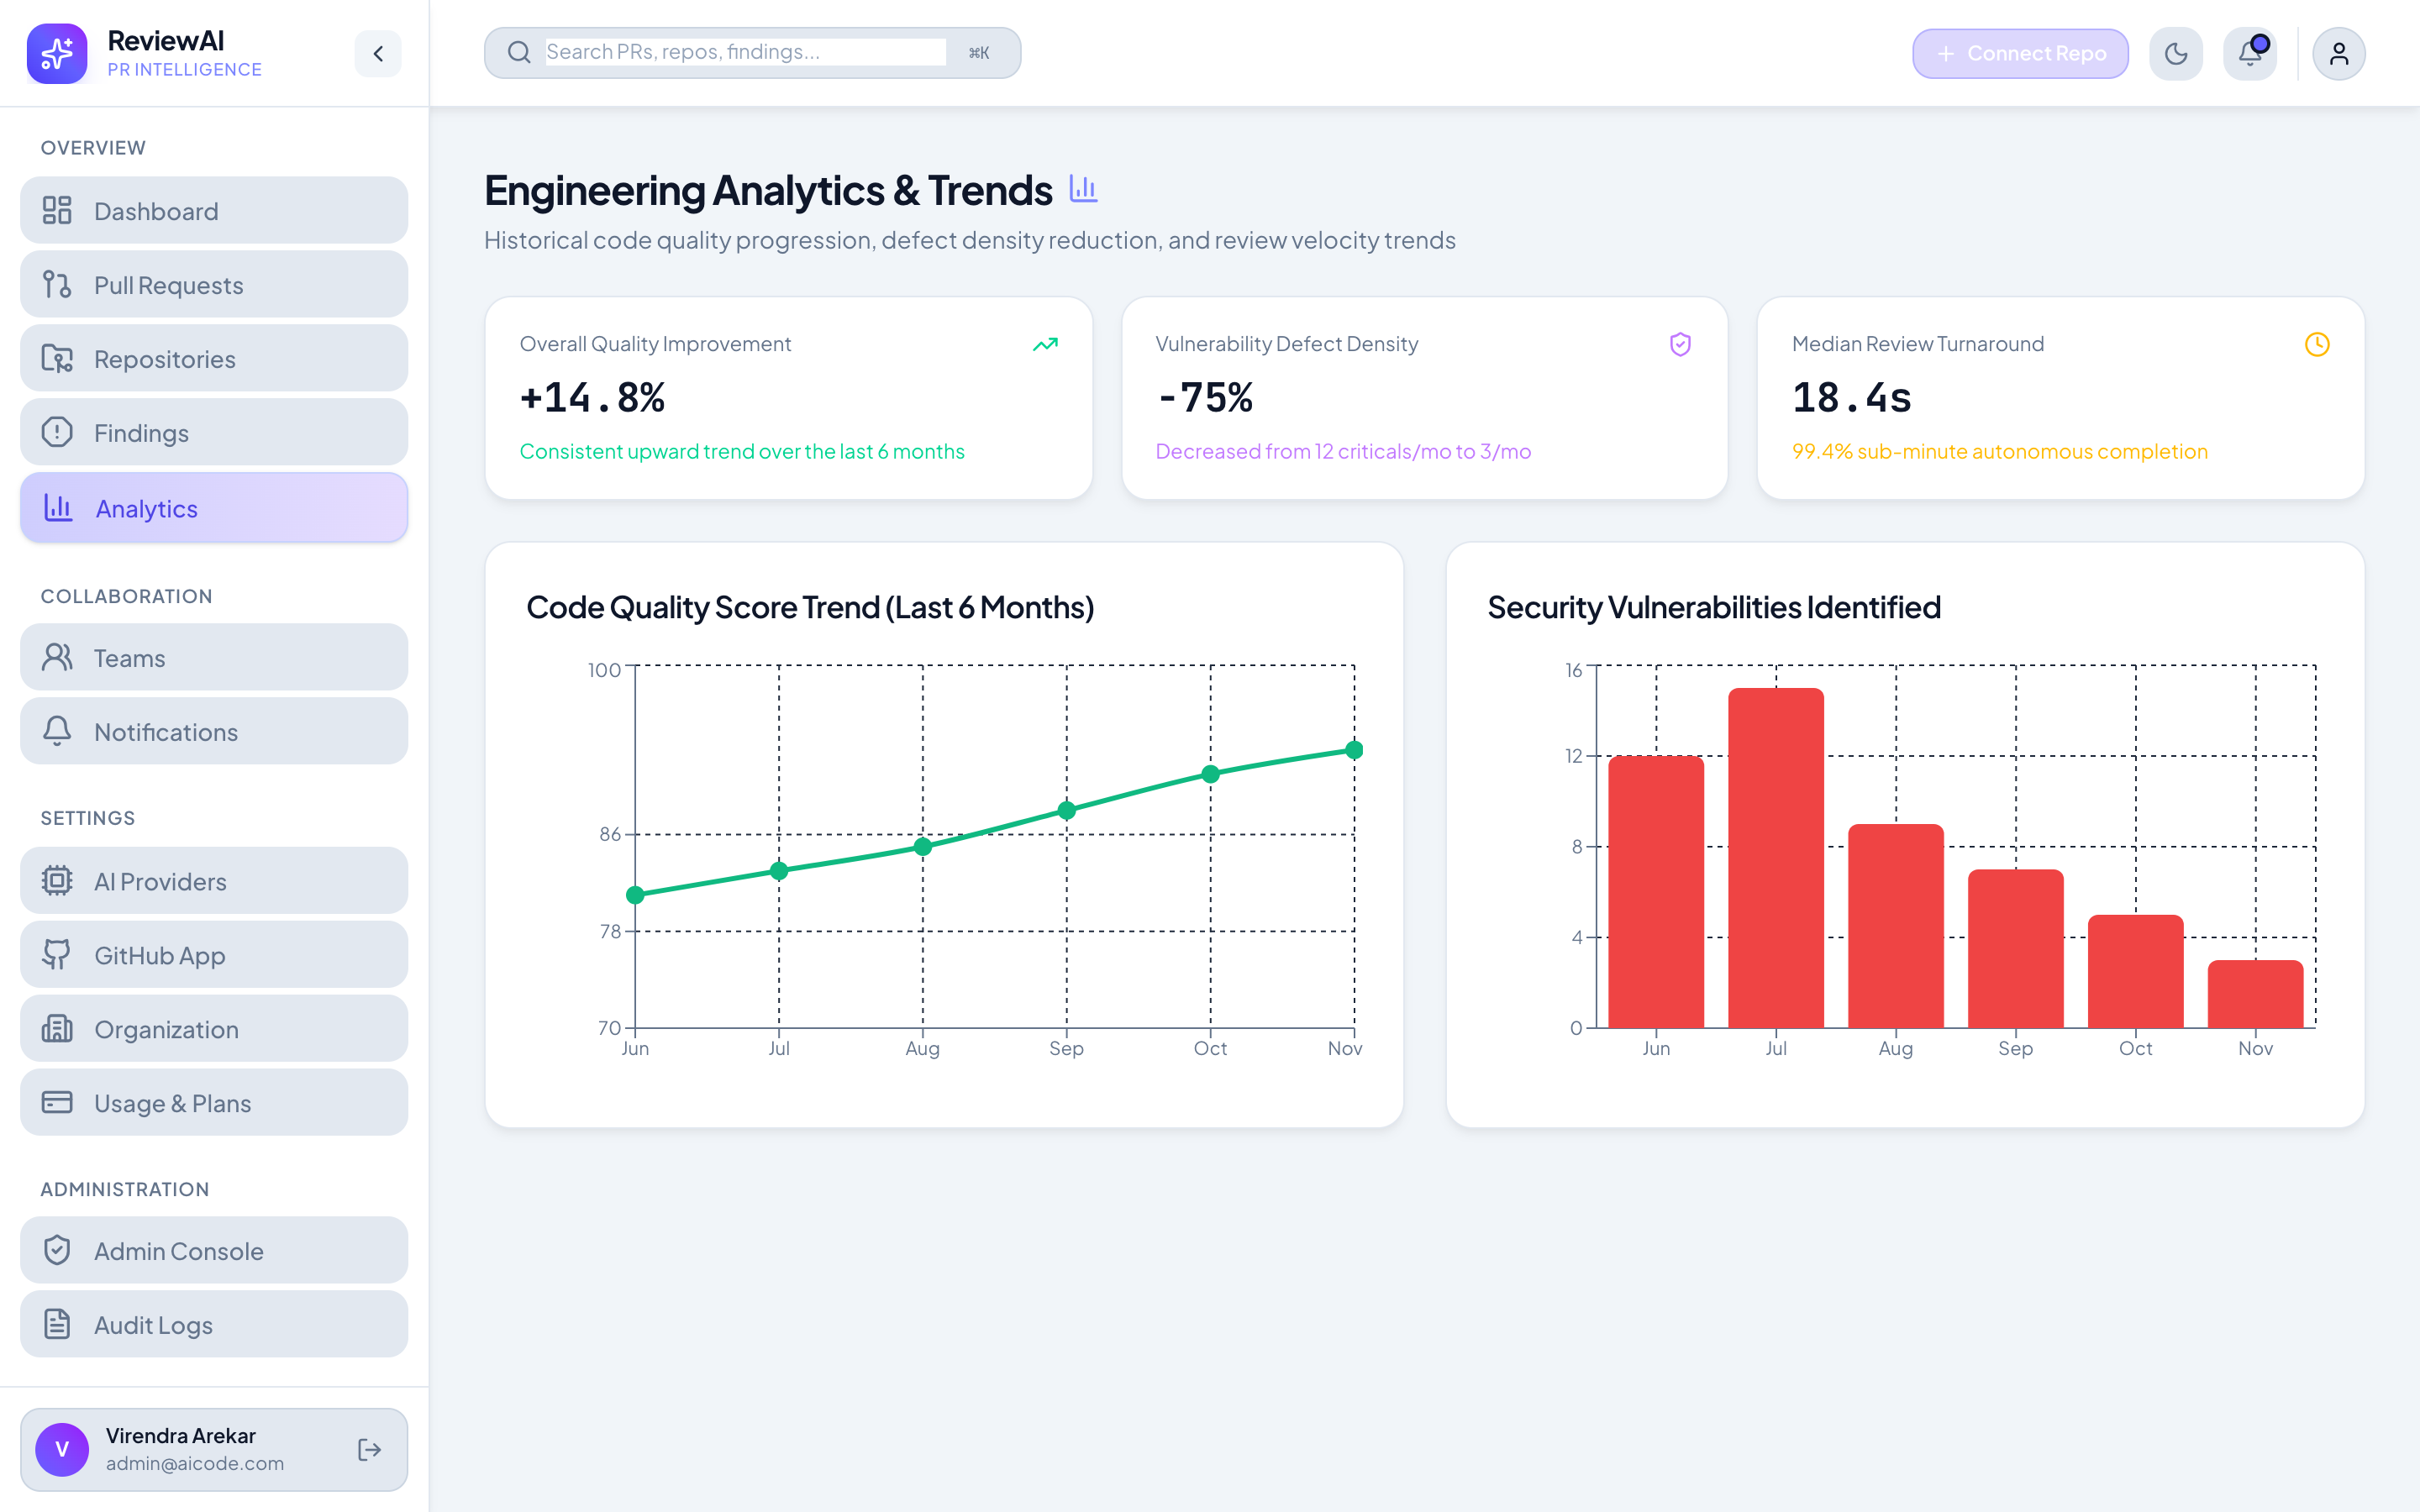 ReviewAI
PR INTELLIGENCE
Search PRs, repos, findings...
⌘K
Connect Repo
OVERVIEW
Dashboard
Pull Requests
Repositories
Findings
Analytics
COLLABORATION
Teams
Notifications
SETTINGS
AI Providers
GitHub App
Organization
Usage & Plans
ADMINISTRATION
Admin Console
Audit Logs
V
Virendra Arekar
admin@aicode.com
Engineering Analytics & Trends
Historical code quality progression, defect density reduction, and review velocity trends
Overall Quality Improvement
+14.8%
Consistent upward trend over the last 6 months
Vulnerability Defect Density
-75%
Decreased from 12 criticals/mo to 3/mo
Median Review Turnaround
18.4s
99.4% sub-minute autonomous completion
Code Quality Score Trend (Last 6 Months)
100
86
78
70
Jun Jul Aug Sep Oct Nov
Security Vulnerabilities Identified
16
12
8
4
0
Jun Jul Aug Sep Oct Nov